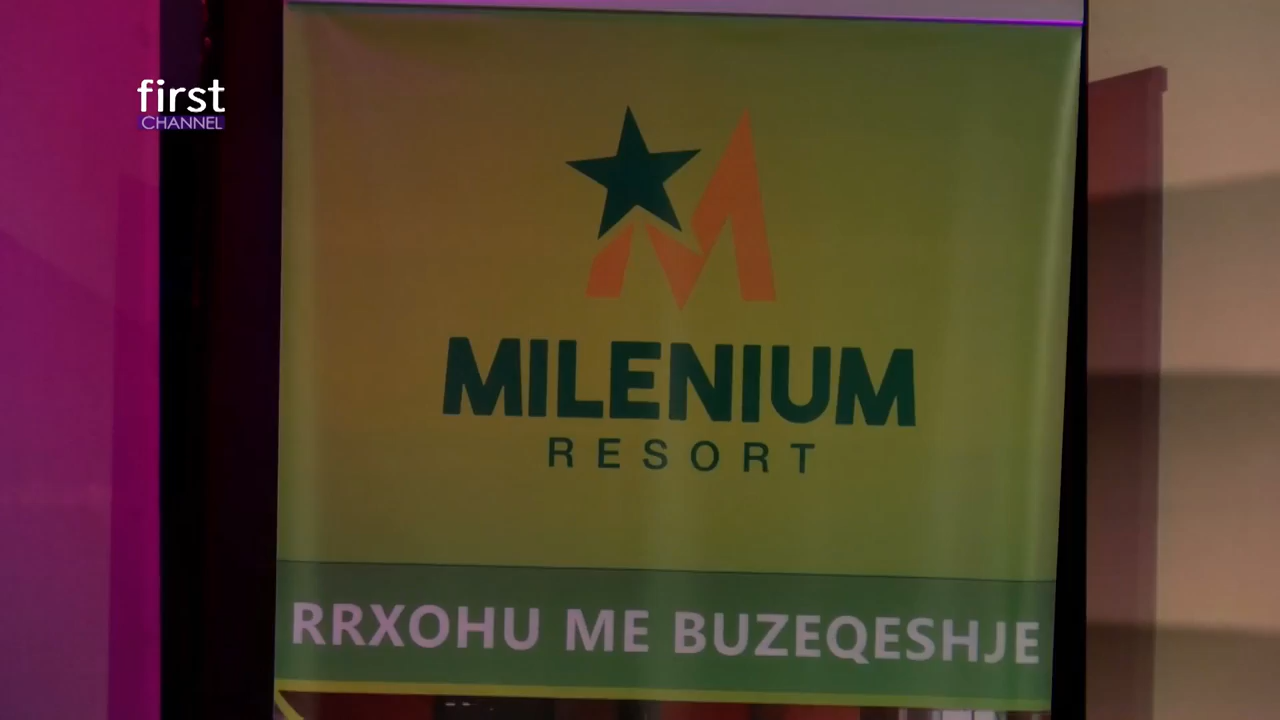 first
CHANNEL
MILENIUM
RESORT
RRXOHU ME BUZEQESHJE